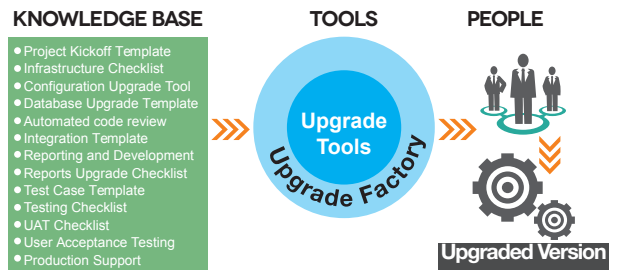 KNOWLEDGE BASE
TOOLS
PEOPLE
Project Kickoff Template
Infrastructure Checklist
Configuration Upgrade Tool
Database Upgrade Template
Automated code review
Integration Template
Reporting and Development
Reports Upgrade Checklist
Test Case Template
Testing Checklist
UAT Checklist
User Acceptance Testing
Production Support
Upgrade
Tools
Upgrade Factory
Upgraded Version